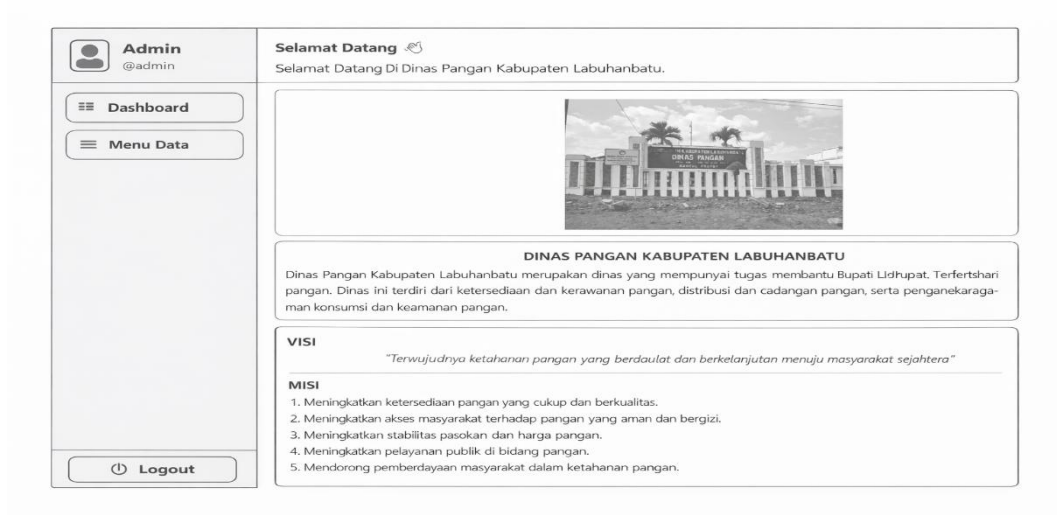 Admin
@admin
Dashboard
Menu Data
Logout
Selamat Datang
Selamat Datang Di Dinas Pangan Kabupaten Labuhanbatu.
DINAS PANGAN
DINAS PANGAN KABUPATEN LABUHANBATU
Dinas Pangan Kabupaten Labuhanbatu merupakan dinas yang mempunyai tugas membantu Bupati
pangan. Dinas ini terdiri dari ketersediaan dan kerawanan pangan, distribusi dan cadangan pangan, serta penganekaraga-
man konsumsi dan keamanan pangan.
VISI
"Terwujudnya ketahanan pangan yang berdaulat dan berkelanjutan menuju masyarakat sejahtera"
MISI
1. Meningkatkan ketersediaan pangan yang cukup dan berkualitas.
2. Meningkatkan akses masyarakat terhadap pangan yang aman dan bergizi.
3. Meningkatkan stabilitas pasokan dan harga pangan.
4. Meningkatkan pelayanan publik di bidang pangan.
5. Mendorong pemberdayaan masyarakat dalam ketahanan pangan.